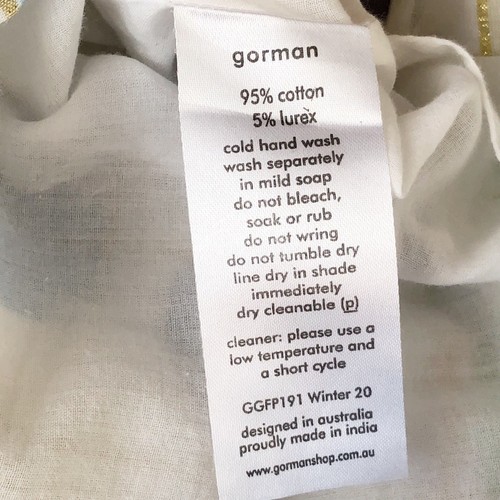 gorman
95% cotton
5% lurex
cold hand wash
wash separately
in mild soap
do not bleach,
soak or rub
do not wring
do not tumble dry
line dry in shade
immediately
dry cleanable (p)
cleaner: please use a
low temperature and
a short cycle
GGFP191 Winter 20
designed in australia
proudly made in india
www.gormanshop.com.au